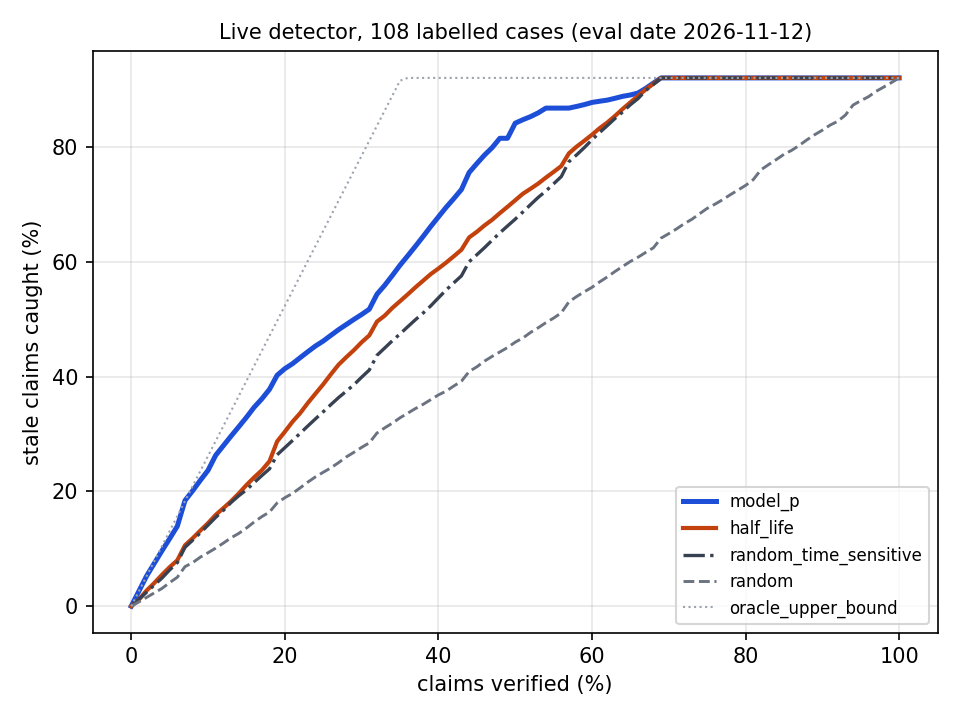 Live detector, 108 labelled cases (eval date 2026-11-12)
stale claims caught (%)
80
60
40
20
0
0 20 40 60 80 100
claims verified (%)
model_p
half_life
random_time_sensitive
random
oracle_upper_bound